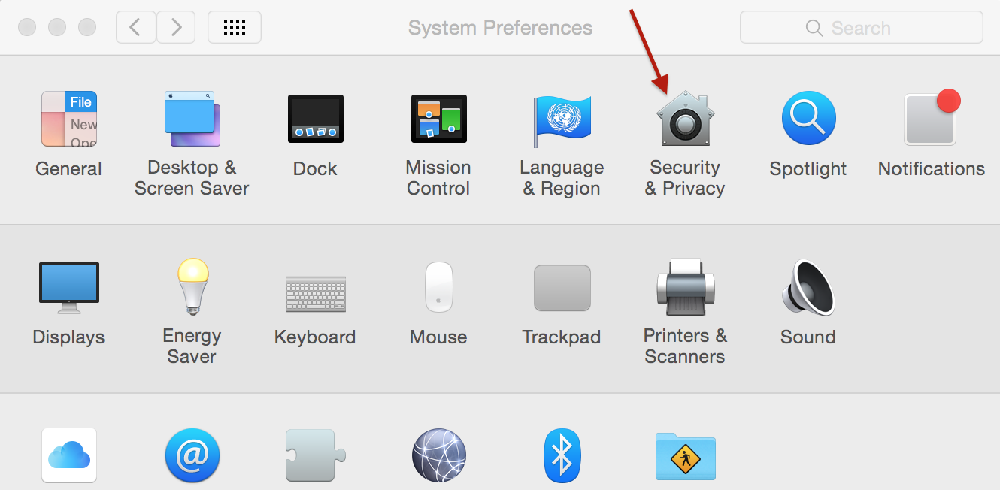 System Preferences
Search
File
New
Ope
General
Desktop &
Screen Saver
Dock
Mission
Control
Language
& Region
Security
& Privacy
Spotlight
Notifications
Displays
Energy
Saver
Keyboard
Mouse
Trackpad
Printers &
Scanners
Sound
@